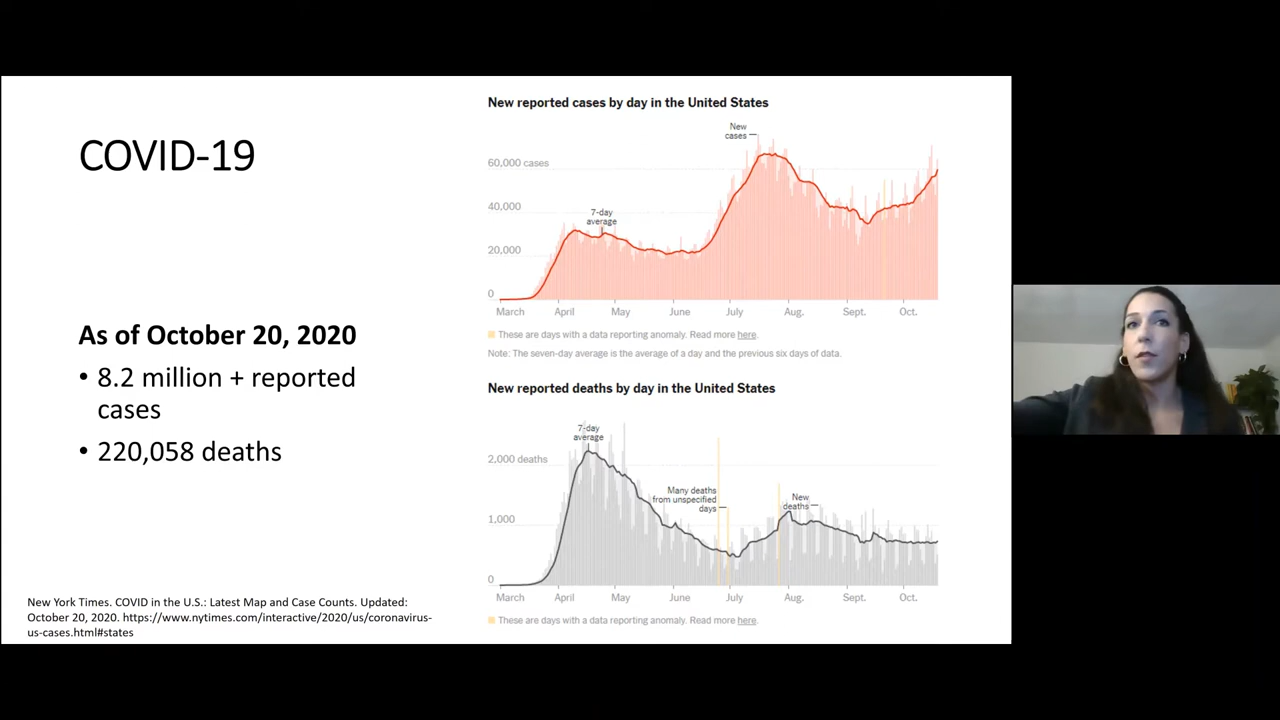 COVID-19
As of October 20, 2020
• 8.2 million + reported
cases
• 220,058 deaths
New York Times. COVID in the U.S.: Latest Map and Case Counts. Updated:
October 20, 2020. https://www.nytimes.com/interactive/2020/us/coronavirus-
us-cases.html#states
New reported cases by day in the United States
New
cases
60,000 cases
40,000
7-day
average
20,000
0
March April May June July Aug. Sept. Oct.
These are days with a data reporting anomaly. Read more here.
Note: The seven-day average is the average of a day and the previous six days of data.
New reported deaths by day in the United States
7-day
average
2,000 deaths
Many deaths
from unspecified
days
New
deaths
1,000
0
March April May June July Aug. Sept. Oct.
These are days with a data reporting anomaly. Read more here.